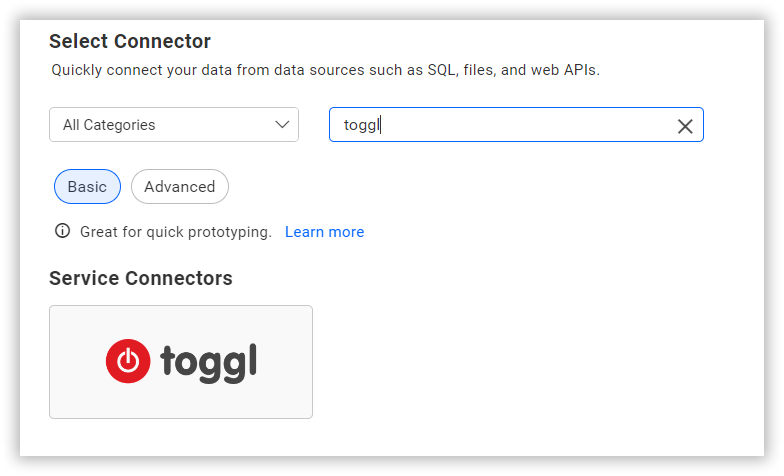 Select Connector
Quickly connect your data from data sources such as SQL, files, and web APIs.
All Categories toggl
Basic Advanced
Great for quick prototyping. Learn more
Service Connectors
toggl